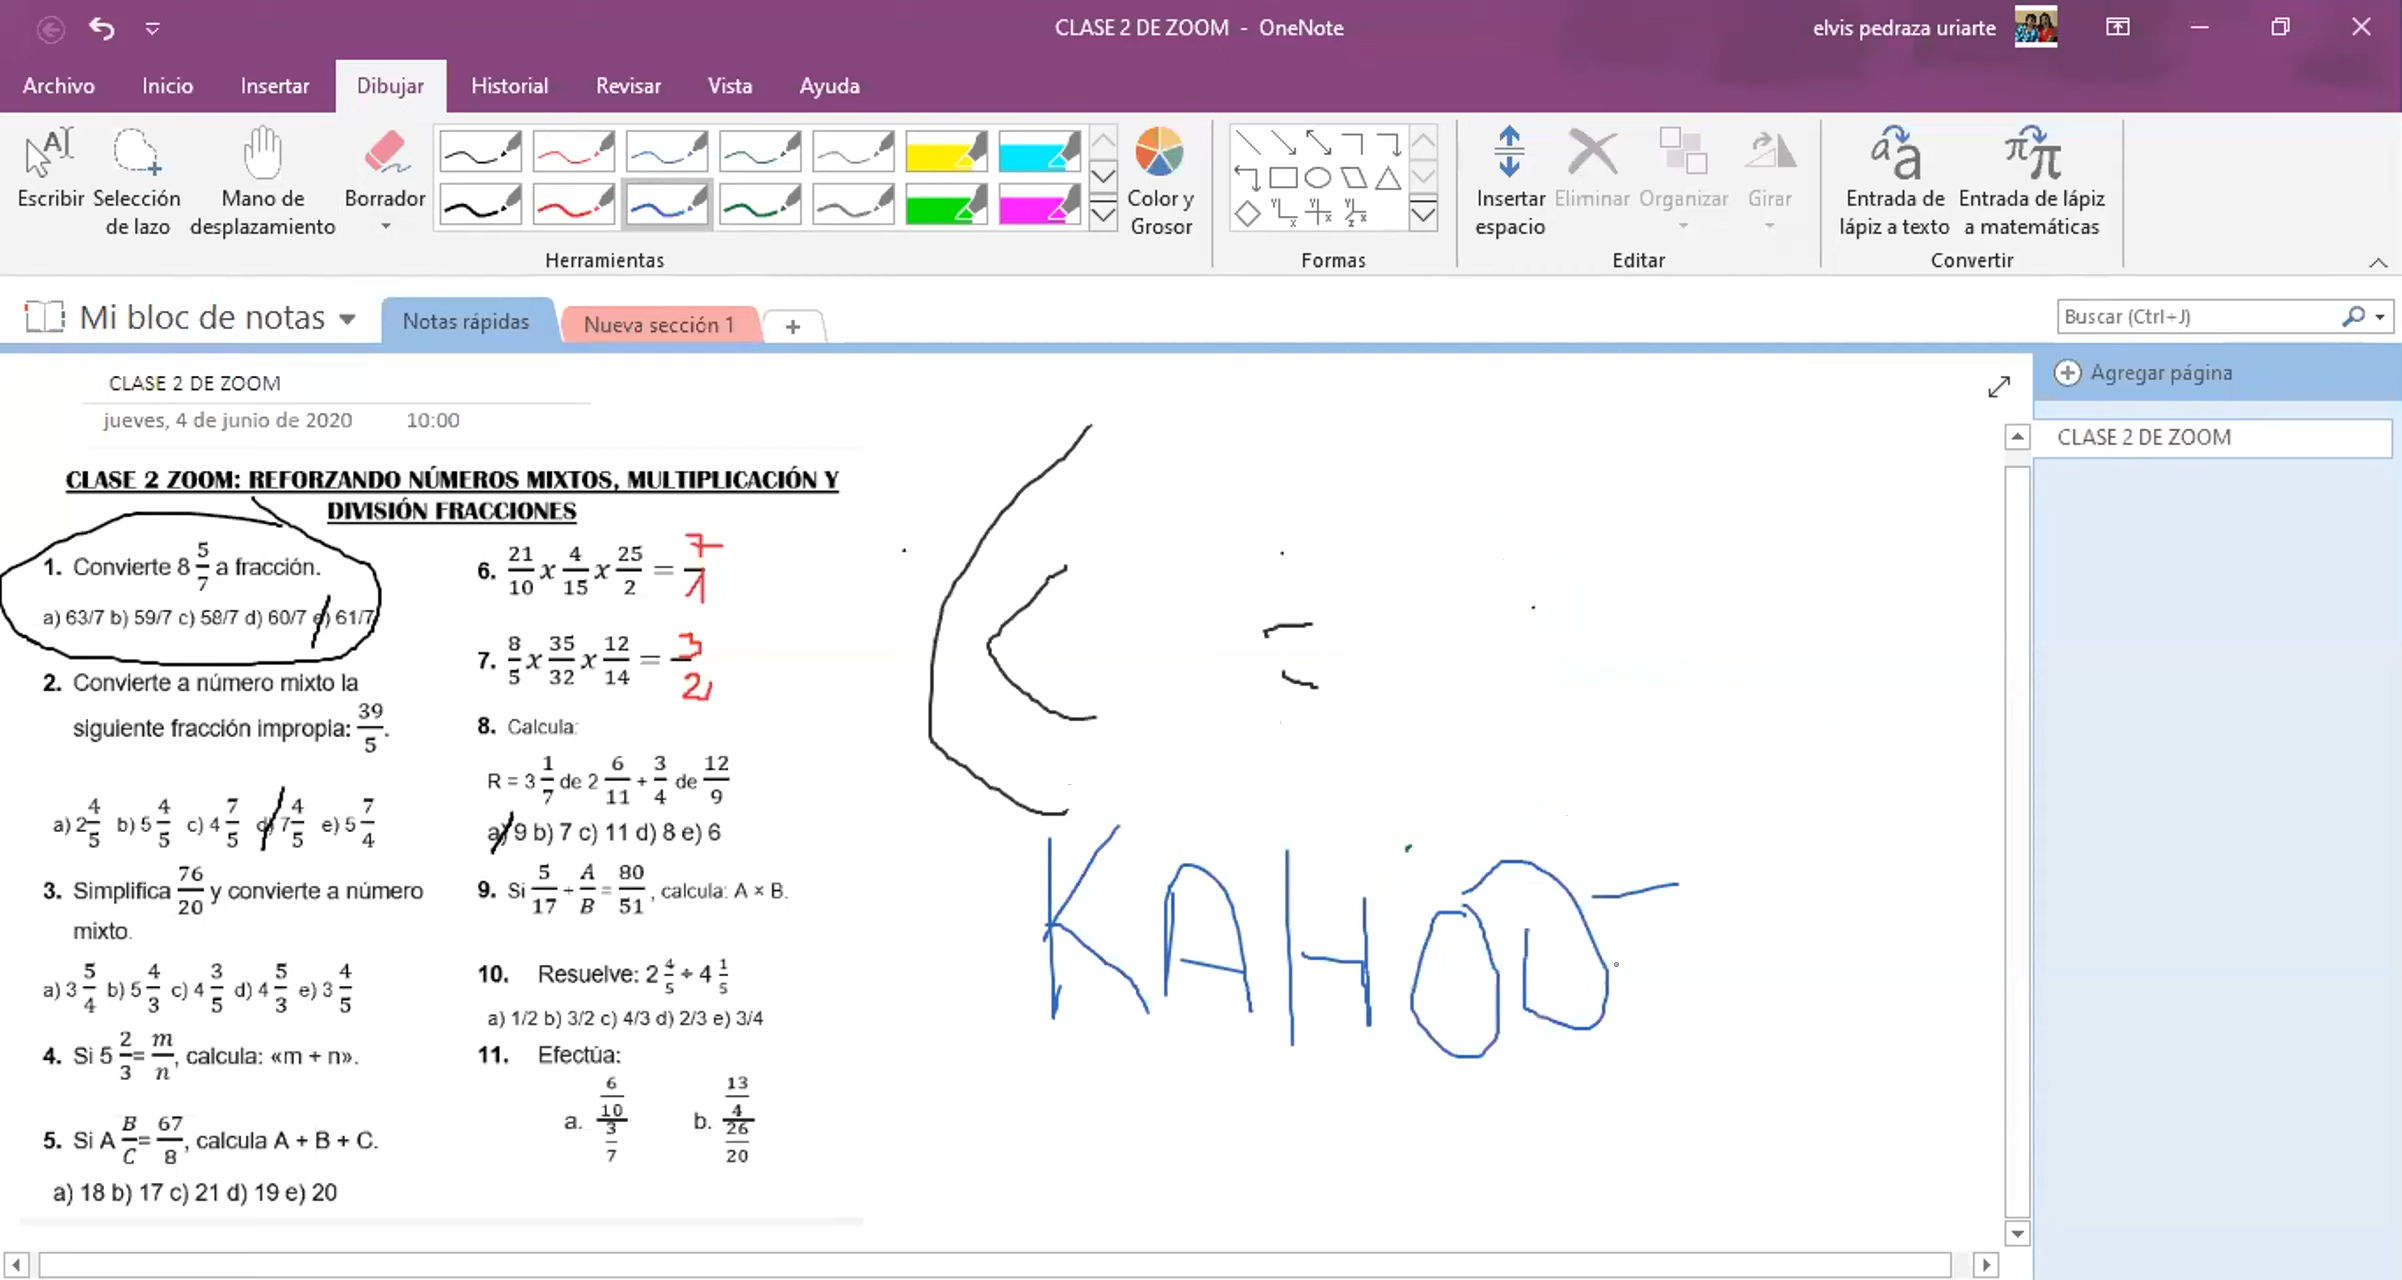 CLASE 2 DE ZOOM - OneNote
elvis pedraza uriarte
Archivo Inicio Insertar Dibujar Historial Revisar Vista Ayuda
Escribir
Selección de lazo
Mano de desplazamiento
Borrador
Color y Grosor
Insertar espacio
Eliminar
Organizar
Girar
Entrada de lápiz a texto
Entrada de lápiz a matemáticas
Herramientas Formas Editar Convertir
Mi bloc de notas
Notas rápidas
Nueva sección 1
+
Buscar (Ctrl+J)
Agregar página
CLASE 2 DE ZOOM
CLASE 2 DE ZOOM
jueves, 4 de junio de 2020 10:00
CLASE 2 ZOOM: REFORZANDO NÚMEROS MIXTOS, MULTIPLICACIÓN Y
DIVISIÓN FRACCIONES
1. Convierte 8 5/7 a fracción.
a) 63/7 b) 59/7 c) 58/7 d) 60/7 e) 61/7
2. Convierte a número mixto la
siguiente fracción impropia: 39/5.
a) 2 4/5 b) 5 4/5 c) 4 7/5 d) 7 4/5 e) 5 7/4
3. Simplifica 76/20 y convierte a número
mixto.
a) 3 5/4 b) 5 4/3 c) 4 3/5 d) 4 5/3 e) 3 4/5
4. Si 5 2/3 = m/n, calcula: «m + n».
5. Si A B/C = 67/8, calcula A + B + C.
a) 18 b) 17 c) 21 d) 19 e) 20
6. 21/10 x 4/15 x 25/2 = 7/1
7. 8/5 x 35/32 x 12/14 = 3/2
8. Calcula:
R = 3 1/7 de 2 6/11 + 3/4 de 12/9
a) 9 b) 7 c) 11 d) 8 e) 6
9. Si 5/17 ÷ A/B = 80/51, calcula: A × B.
10. Resuelve: 2 4/5 ÷ 4 1/5
a) 1/2 b) 3/2 c) 4/3 d) 2/3 e) 3/4
11. Efectúa:
a. 6/10 / 3/7 b. 13/4 / 26/20
KAHO